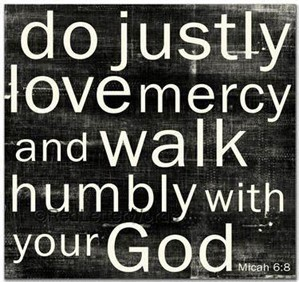 do justly
love mercy
and walk
humbly with
your God
Micah 6:8